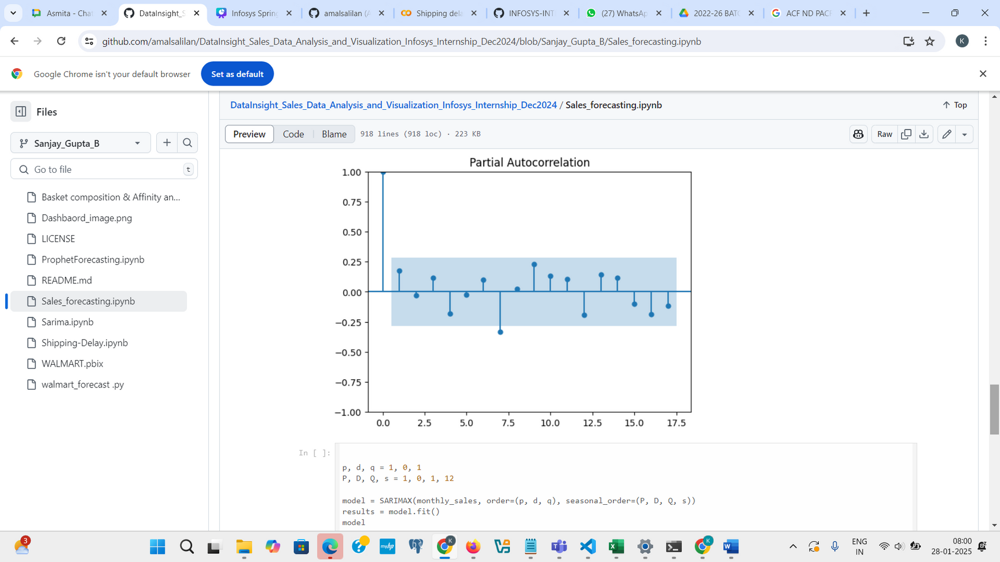 Asmita - Chat
DataInsight_S
Infosys Spring
amalsalilan (A
Shipping dela
INFOSYS-INT
(27) WhatsAp
2022-26 BATC
ACF ND PACF
github.com/amalsalilan/DataInsight_Sales_Data_Analysis_and_Visualization_Infosys_Internship_Dec2024/blob/Sanjay_Gupta_B/Sales_forecasting.ipynb
K
Google Chrome isn't your default browser
Set as default
Files
DataInsight_Sales_Data_Analysis_and_Visualization_Infosys_Internship_Dec2024 / Sales_forecasting.ipynb
Top
Sanjay_Gupta_B
Preview
Code
Blame
918 lines (918 loc) · 223 KB
Raw
Go to file
t
Basket composition & Affinity an...
Dashbaord_image.png
LICENSE
ProphetForecasting.ipynb
README.md
Sales_forecasting.ipynb
Sarima.ipynb
Shipping-Delay.ipynb
WALMART.pbix
walmart_forecast .py
Partial Autocorrelation
1.00
0.75
0.50
0.25
0.00
−0.25
−0.50
−0.75
−1.00
0.0 2.5 5.0 7.5 10.0 12.5 15.0 17.5
In [ ]:
p, d, q = 1, 0, 1
P, D, Q, s = 1, 0, 1, 12
model = SARIMAX(monthly_sales, order=(p, d, q), seasonal_order=(P, D, Q, s))
results = model.fit()
model
3
myhp
K
K
ENG
IN
08:00
28-01-2025